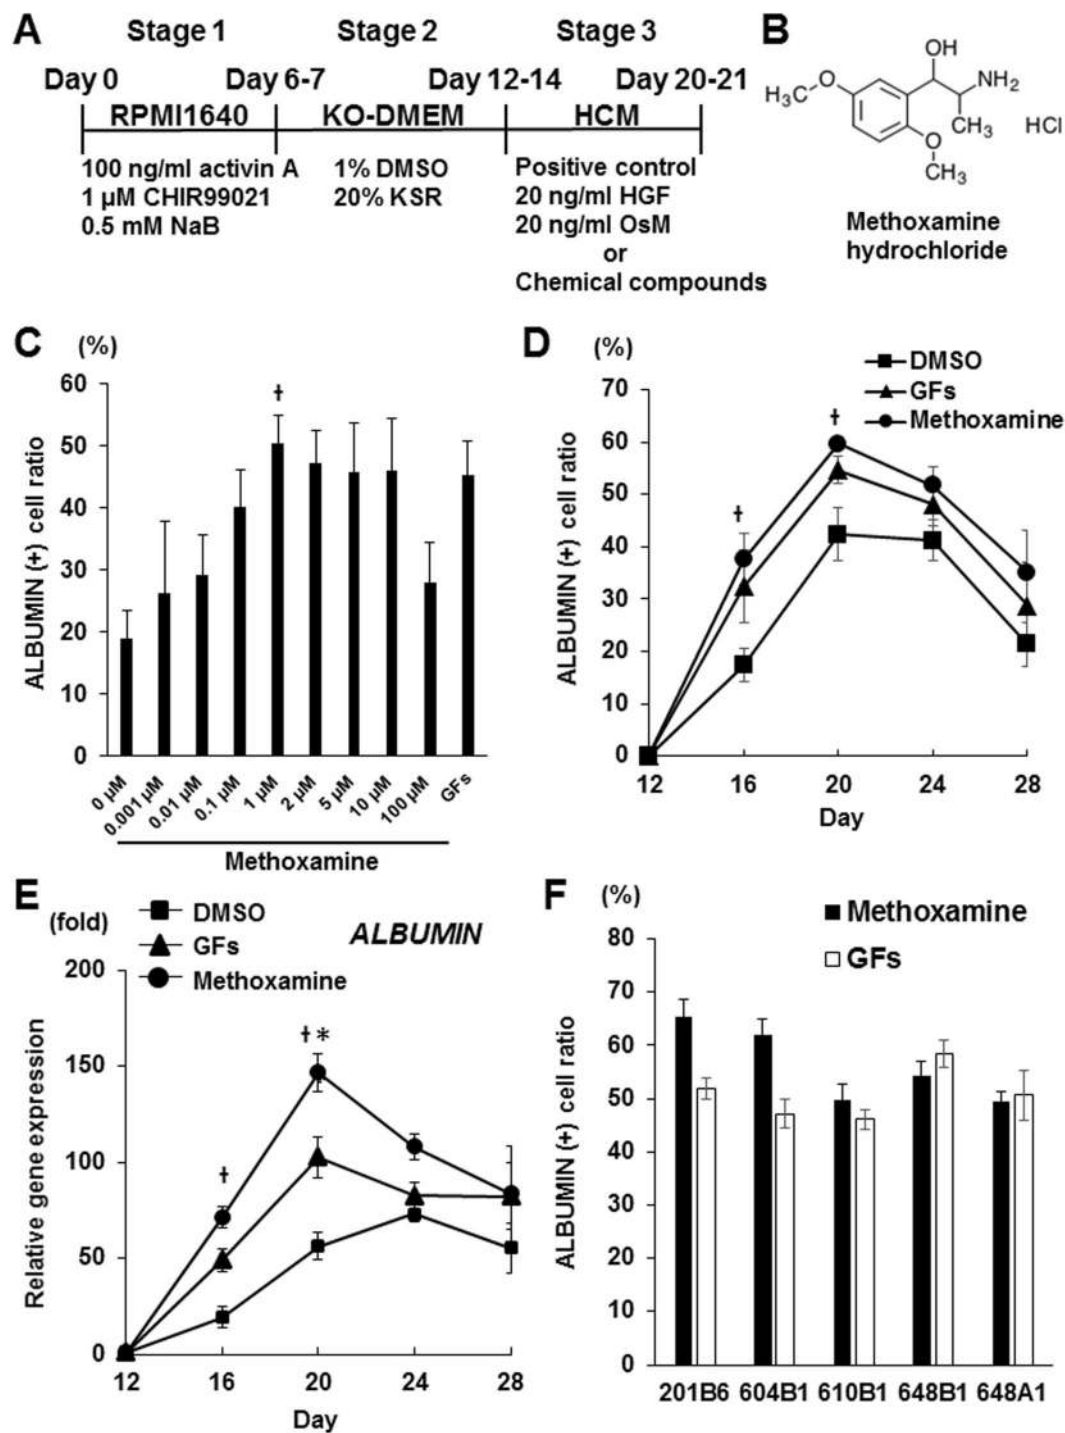 A
Stage 1
Stage 2
Stage 3
Day 0
Day 6-7
Day 12-14
Day 20-21
RPMI1640
KO-DMEM
HCM
100 ng/ml activin A
1 µM CHIR99021
0.5 mM NaB
1% DMSO
20% KSR
Positive control
20 ng/ml HGF
20 ng/ml OsM
or
Chemical compounds
B
OH
H₃C
O
NH₂
CH₃
O
CH₃
HCl
Methoxamine
hydrochloride
C
(%)
ALBUMIN (+) cell ratio
60
50
40
30
20
10
0
ƚ
0 µM
0.001 µM
0.01 µM
0.1 µM
1 µM
2 µM
5 µM
10 µM
100 µM
GFs
Methoxamine
D
(%)
DMSO
GFs
Methoxamine
ALBUMIN (+) cell ratio
70
60
50
40
30
20
10
0
ƚ
ƚ
12
16
20
24
28
Day
E
(fold)
DMSO
GFs
Methoxamine
ALBUMIN
Relative gene expression
200
150
100
50
0
ƚ
ƚ *
12
16
20
24
28
Day
F
(%)
Methoxamine
GFs
ALBUMIN (+) cell ratio
80
70
60
50
40
30
20
10
0
201B6
604B1
610B1
648B1
648A1